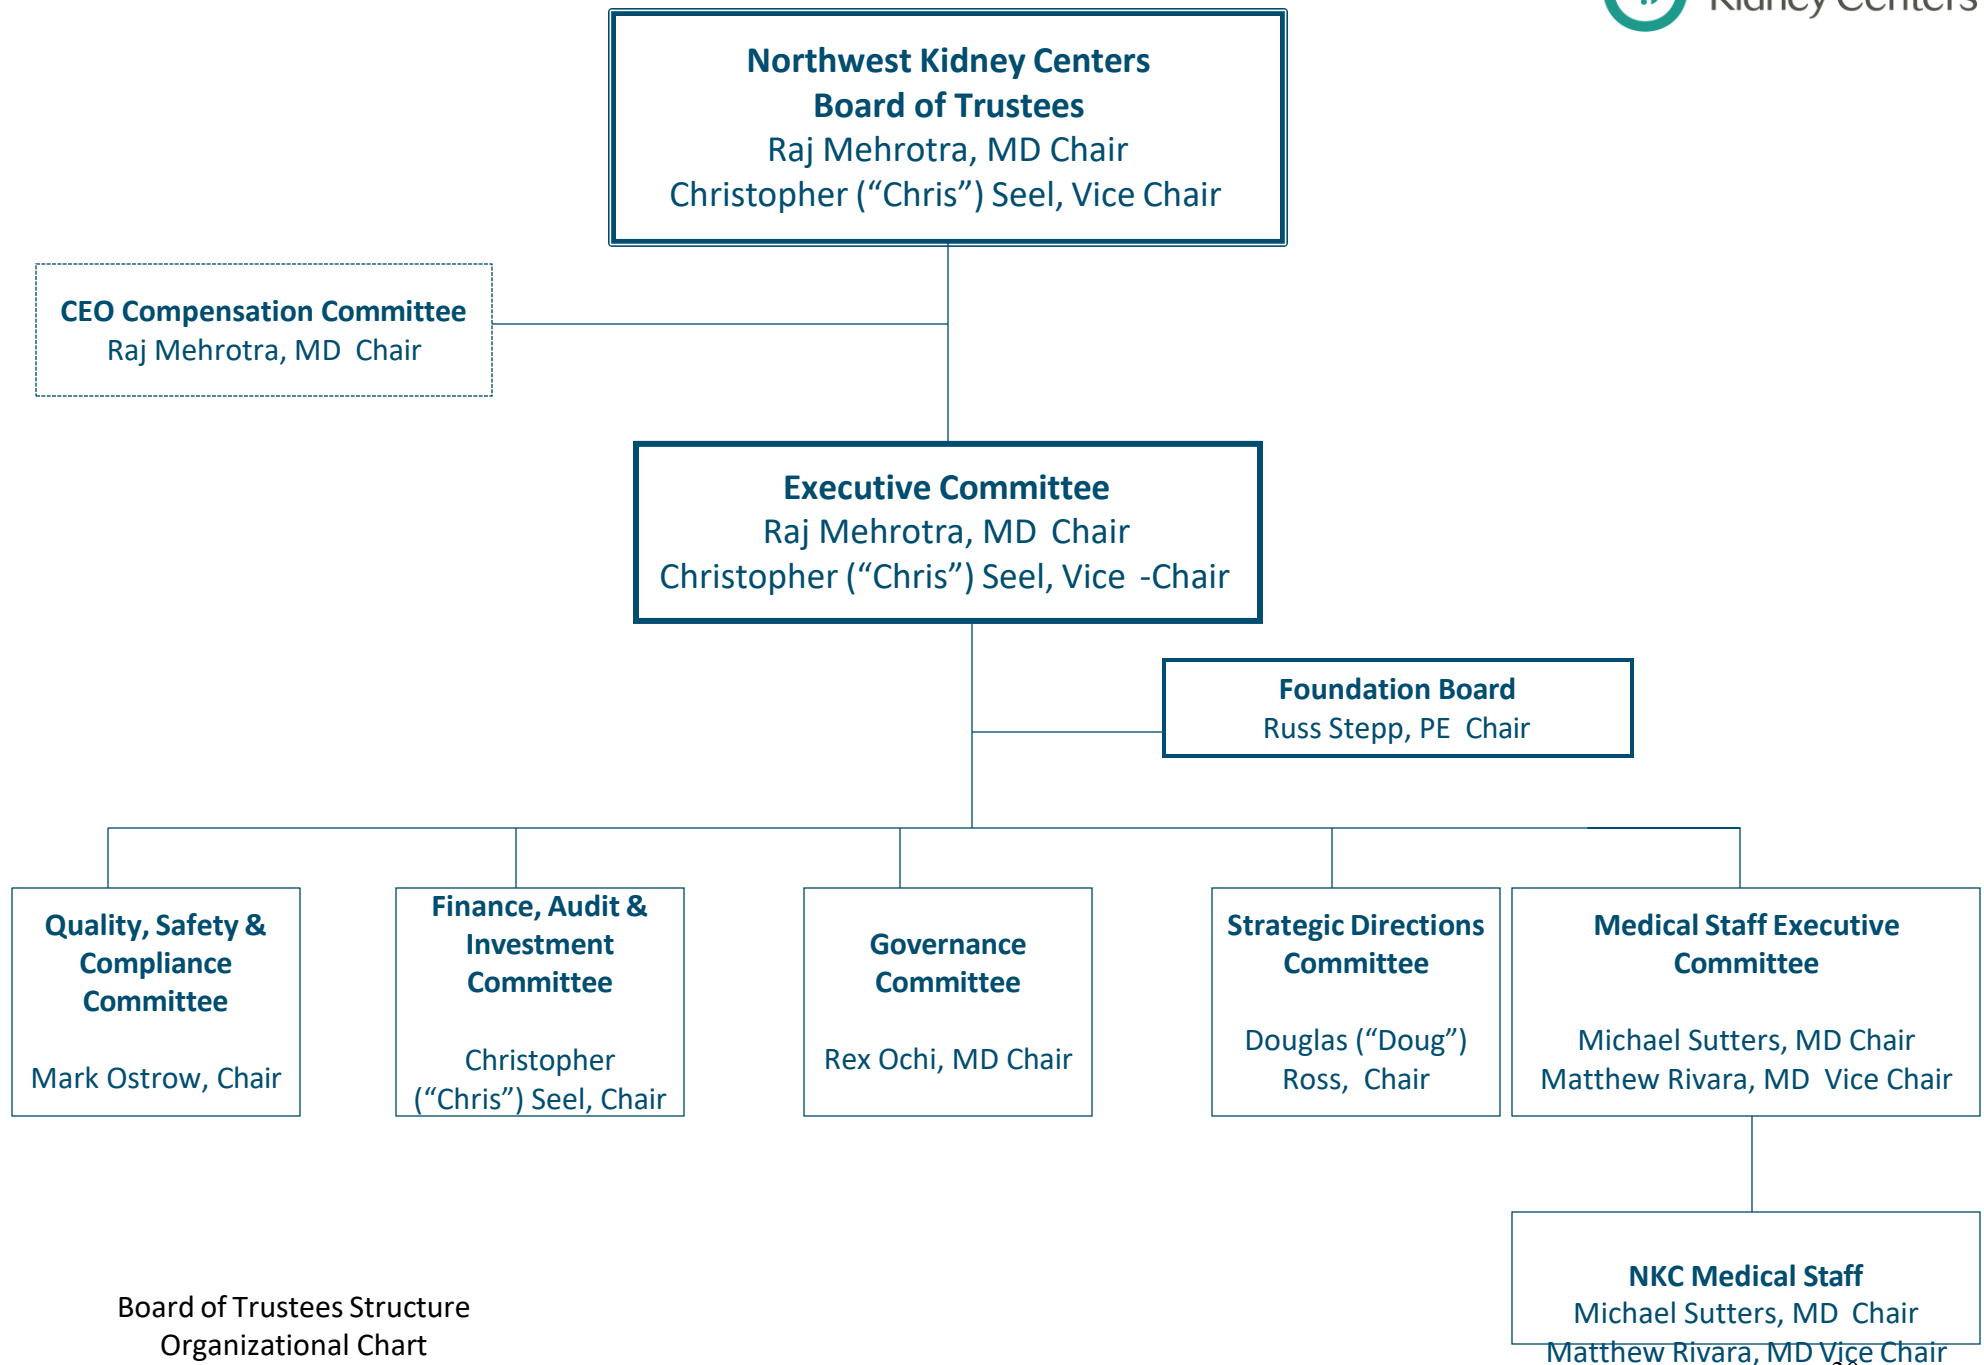 Kidney Centers
Northwest Kidney Centers
Board of Trustees
Raj Mehrotra, MD Chair
Christopher (“Chris”) Seel, Vice Chair
CEO Compensation Committee
Raj Mehrotra, MD Chair
Executive Committee
Raj Mehrotra, MD Chair
Christopher (“Chris”) Seel, Vice -Chair
Foundation Board
Russ Stepp, PE Chair
Quality, Safety &
Compliance
Committee
Mark Ostrow, Chair
Finance, Audit &
Investment
Committee
Christopher
(“Chris”) Seel, Chair
Governance
Committee
Rex Ochi, MD Chair
Strategic Directions
Committee
Douglas (“Doug”)
Ross, Chair
Medical Staff Executive
Committee
Michael Sutters, MD Chair
Matthew Rivara, MD Vice Chair
NKC Medical Staff
Michael Sutters, MD Chair
Matthew Rivara, MD Vice Chair
Board of Trustees Structure
Organizational Chart